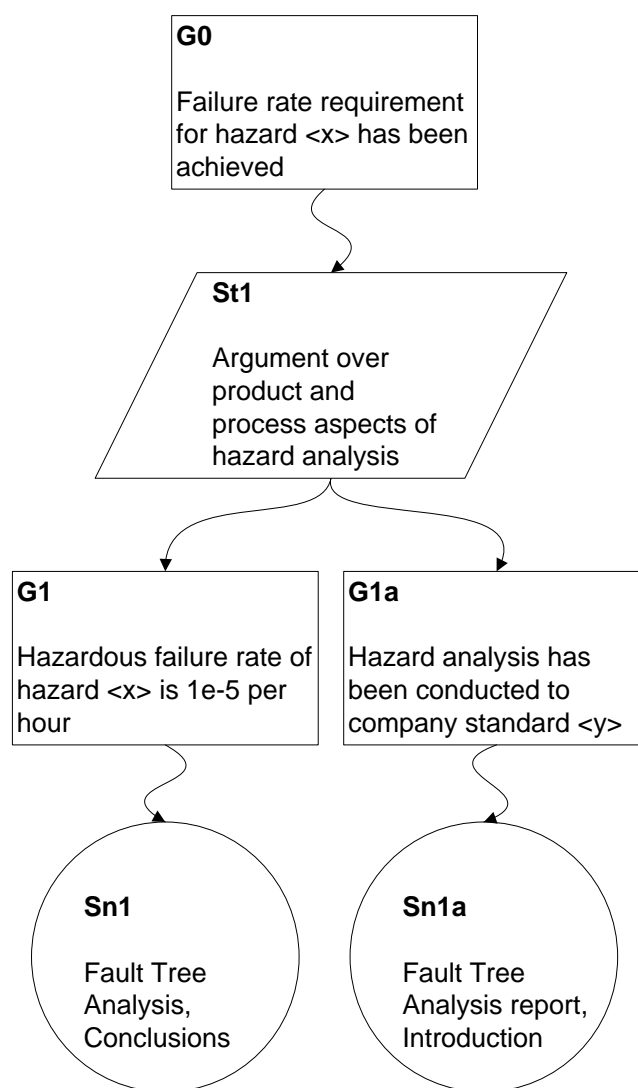 G0
Failure rate requirement
for hazard <x> has been
achieved
St1
Argument over
product and
process aspects of
hazard analysis
G1
Hazardous failure rate of
hazard <x> is 1e-5 per
hour
G1a
Hazard analysis has
been conducted to
company standard <y>
Sn1
Fault Tree
Analysis,
Conclusions
Sn1a
Fault Tree
Analysis report,
Introduction